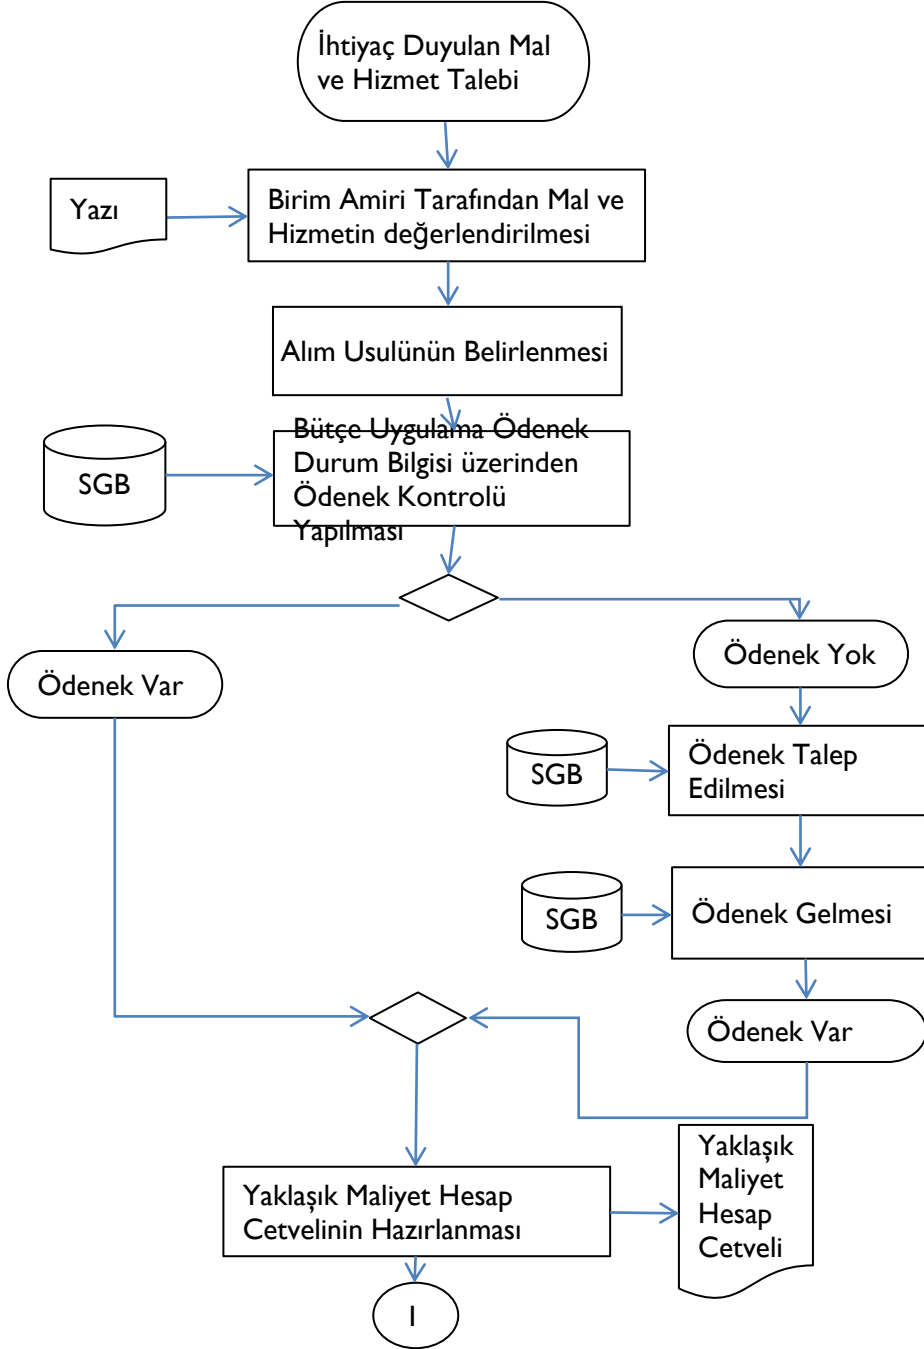 İhtiyaç Duyulan Mal
ve Hizmet Talebi
Yazı
Birim Amiri Tarafından Mal ve
Hizmetin değerlendirilmesi
Alım Usulünün Belirlenmesi
SGB
Bütçe Uygulama Ödenek
Durum Bilgisi üzerinden
Ödenek Kontrolü
Yapılması
Ödenek Var
Ödenek Yok
SGB
Ödenek Talep
Edilmesi
SGB
Ödenek Gelmesi
Ödenek Var
Yaklaşık Maliyet Hesap
Cetvelinin Hazırlanması
Yaklaşık
Maliyet
Hesap
Cetveli
I